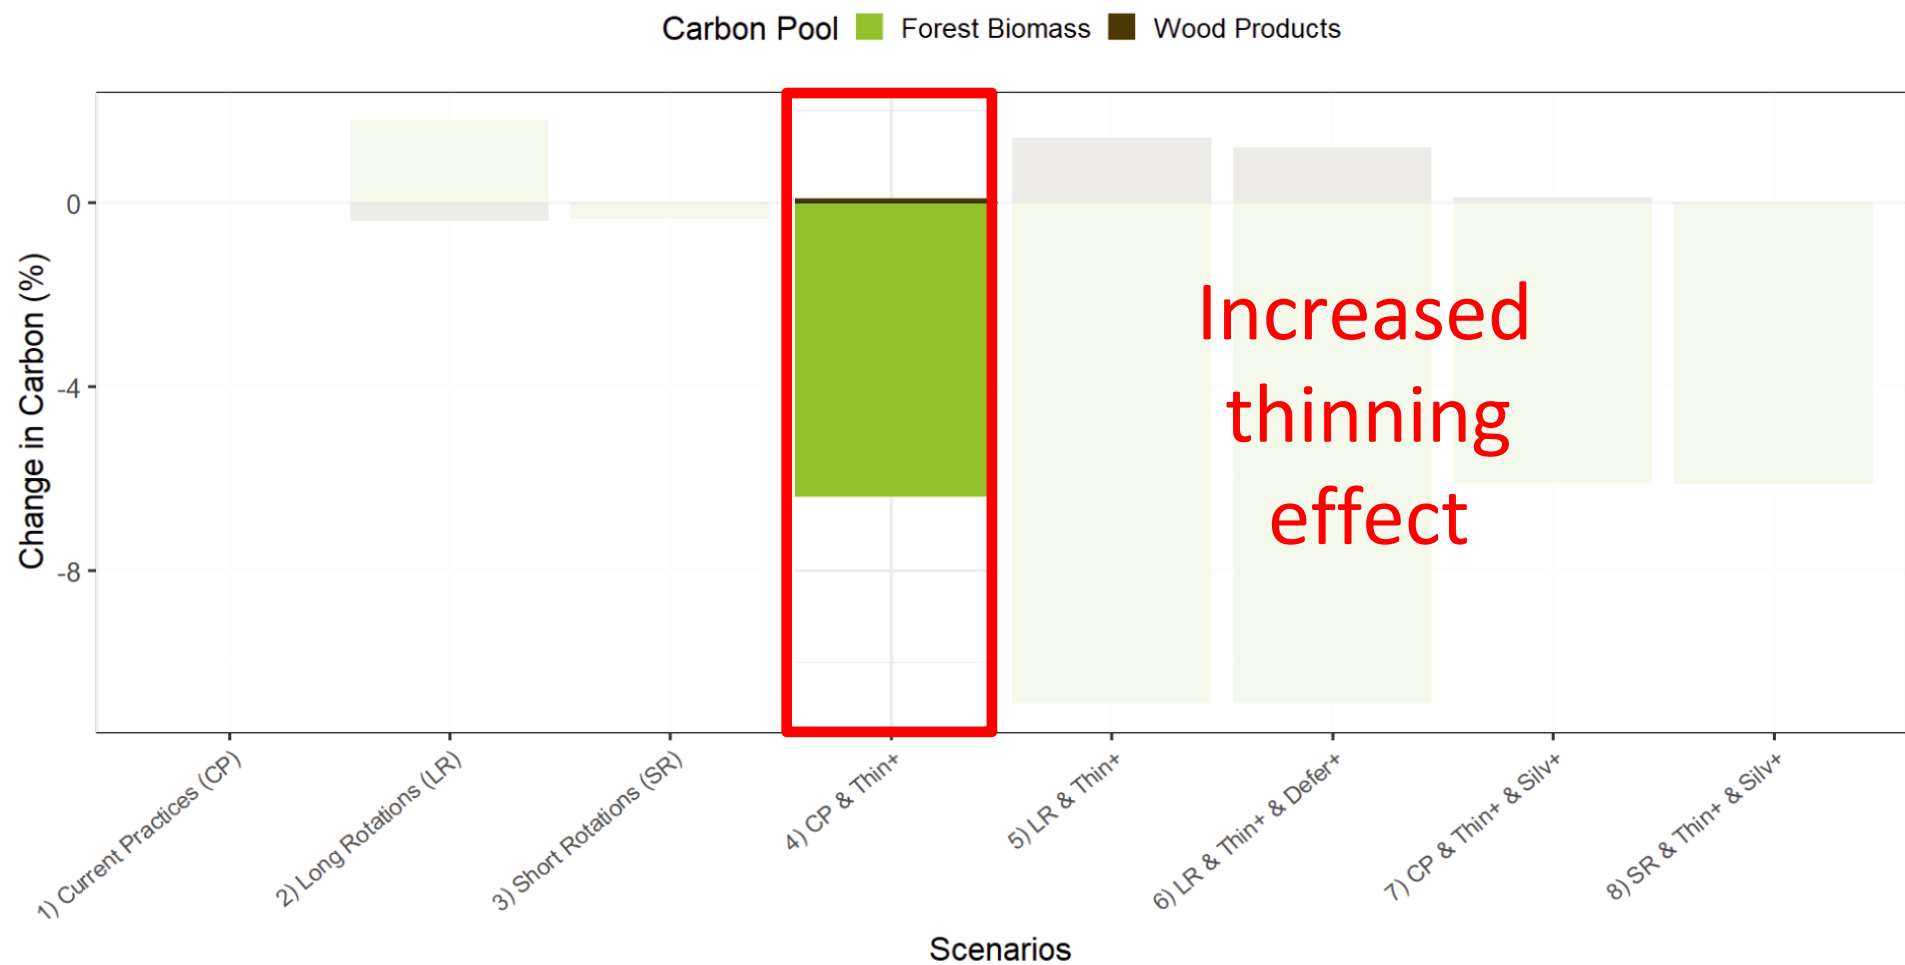 Carbon Pool Forest Biomass Wood Products
Change in Carbon (%)
0
-4
-8
Increased
thinning
effect
1) Current Practices (CP)
2) Long Rotations (LR)
3) Short Rotations (SR)
4) CP & Thin+
5) LR & Thin+
6) LR & Thin+ & Defer+
7) CP & Thin+ & Silv+
8) SR & Thin+ & Silv+
Scenarios